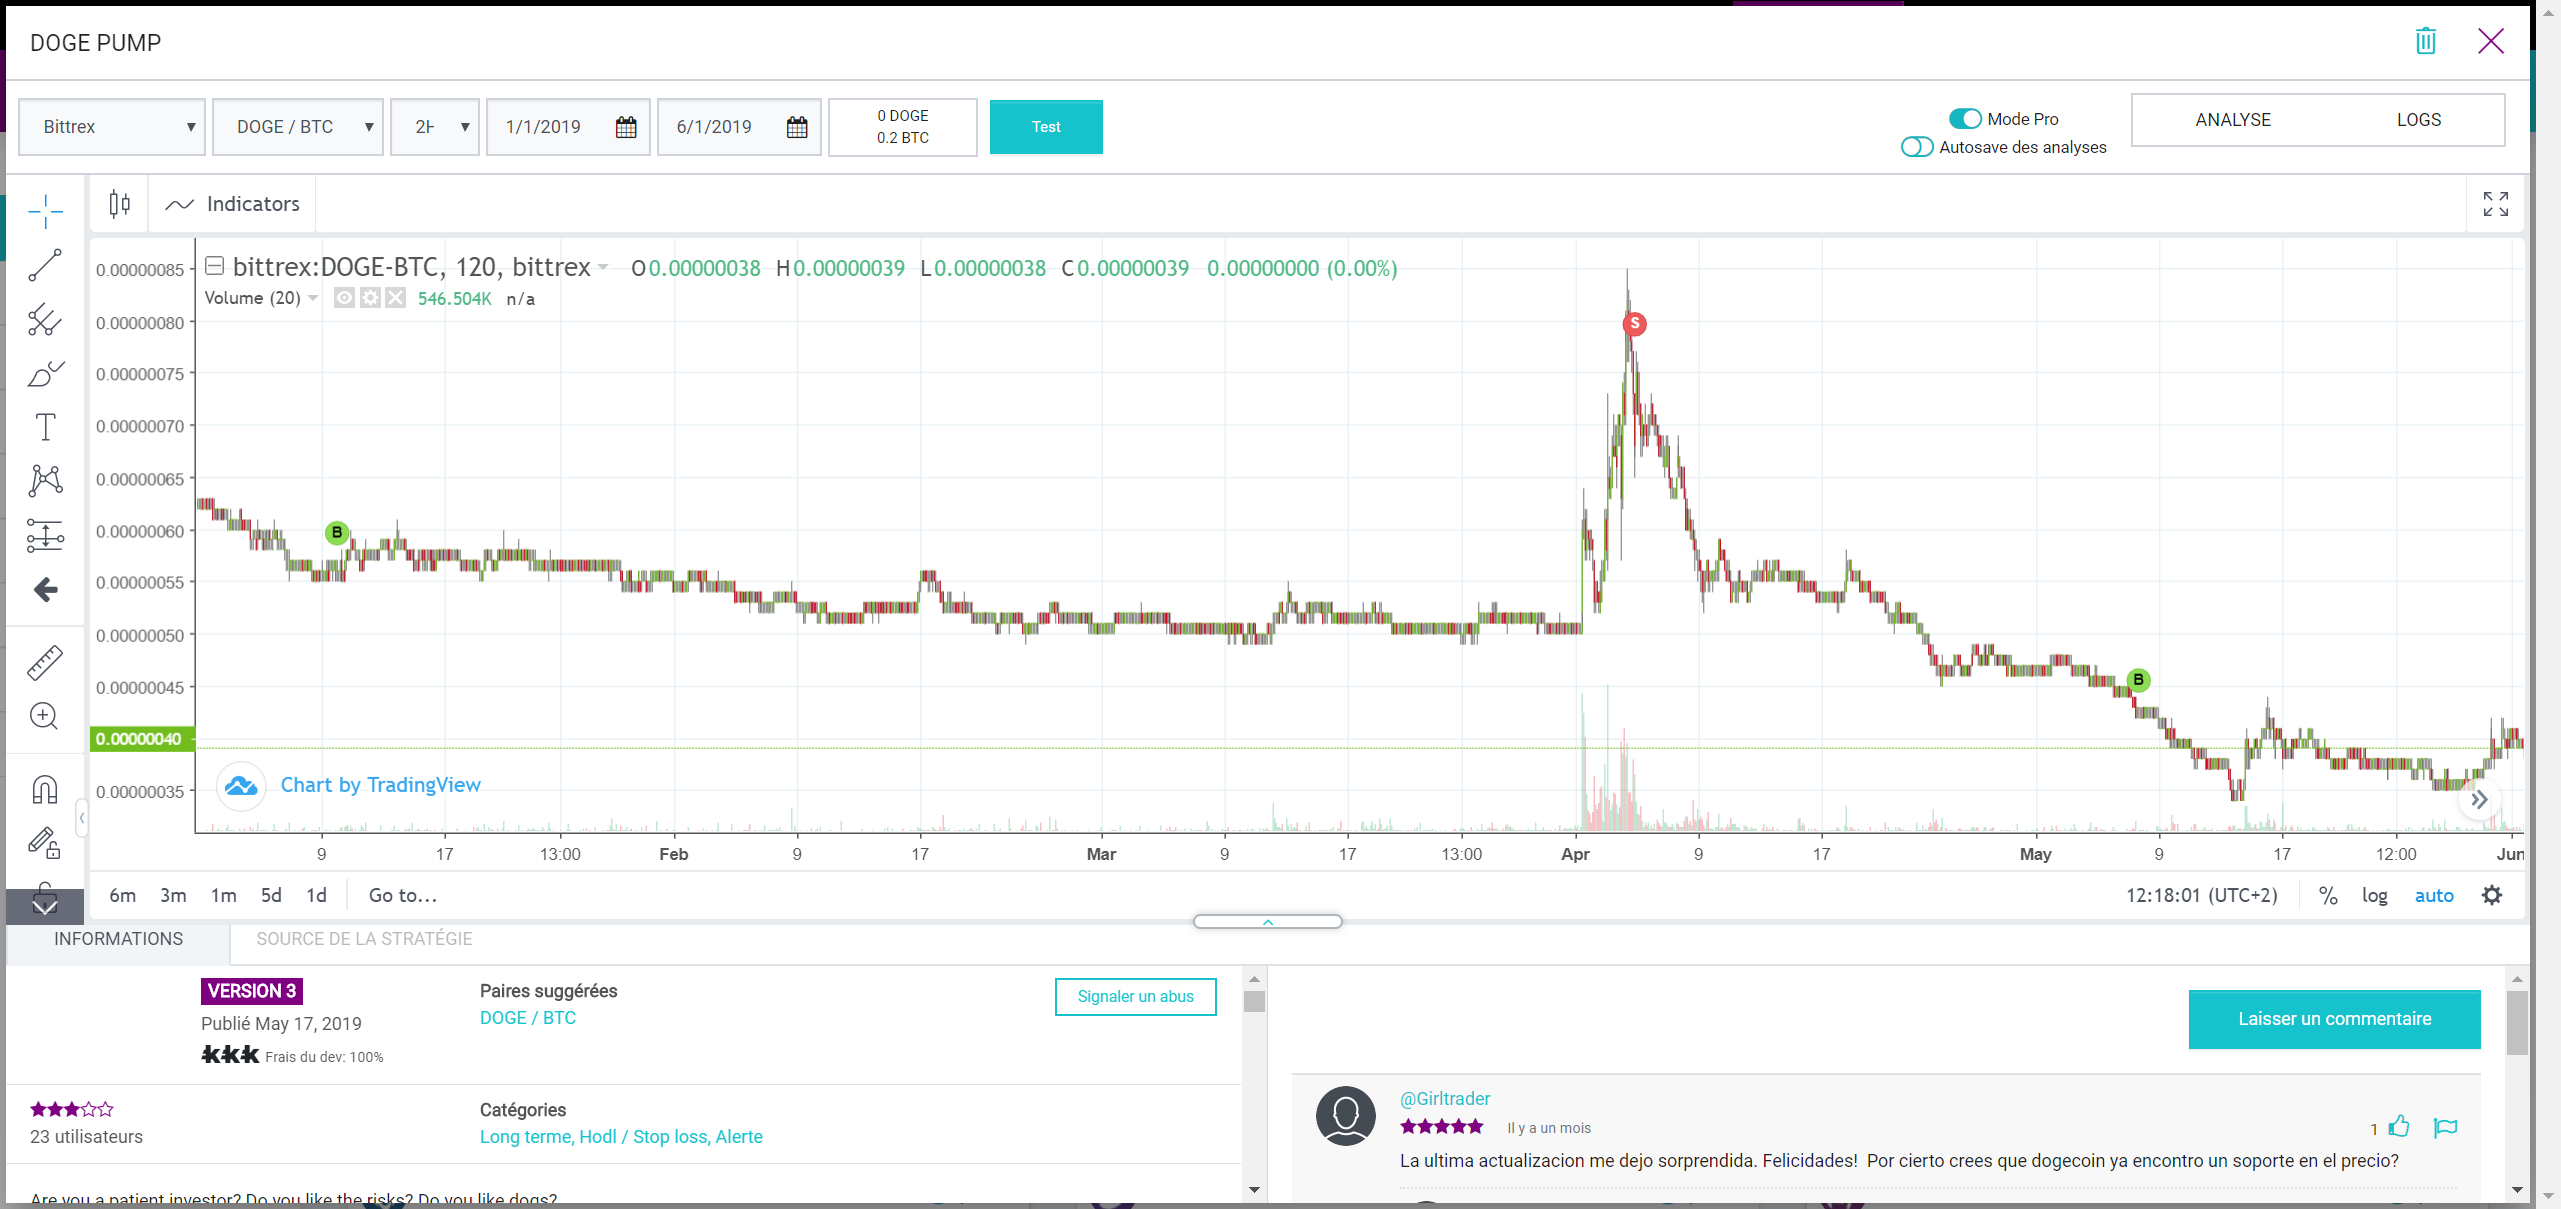 DOGE PUMP
Bittrex
DOGE / BTC
2H
1/1/2019
6/1/2019
0 DOGE
0.2 BTC
Test
Mode Pro
Autosave des analyses
ANALYSE
LOGS
Indicators
bittrex:DOGE-BTC, 120, bittrex
O0.00000038 H0.00000039 L0.00000038 C0.00000039 0.00000000 (0.00%)
Volume (20)
546.504K n/a
0.00000085
0.00000080
0.00000075
0.00000070
0.00000065
0.00000060
0.00000055
0.00000050
0.00000045
0.00000040
0.00000035
B
S
B
Chart by TradingView
9 17 13:00 Feb 9 17 Mar 9 17 13:00 Apr 9 17 May 9 17 12:00 Jun
6m 3m 1m 5d 1d Go to...
12:18:01 (UTC+2) % log auto
INFORMATIONS
SOURCE DE LA STRATÉGIE
VERSION 3
Publié May 17, 2019
kkk Frais du dev: 100%
Paires suggérées
DOGE / BTC
Signaler un abus
23 utilisateurs
Catégories
Long terme, Hodl / Stop loss, Alerte
Are you a patient investor? Do you like the risks? Do you like dogs?
Laisser un commentaire
@Girltrader
Il y a un mois
1
La ultima actualizacion me dejo sorprendida. Felicidades! Por cierto crees que dogecoin ya encontro un soporte en el precio?